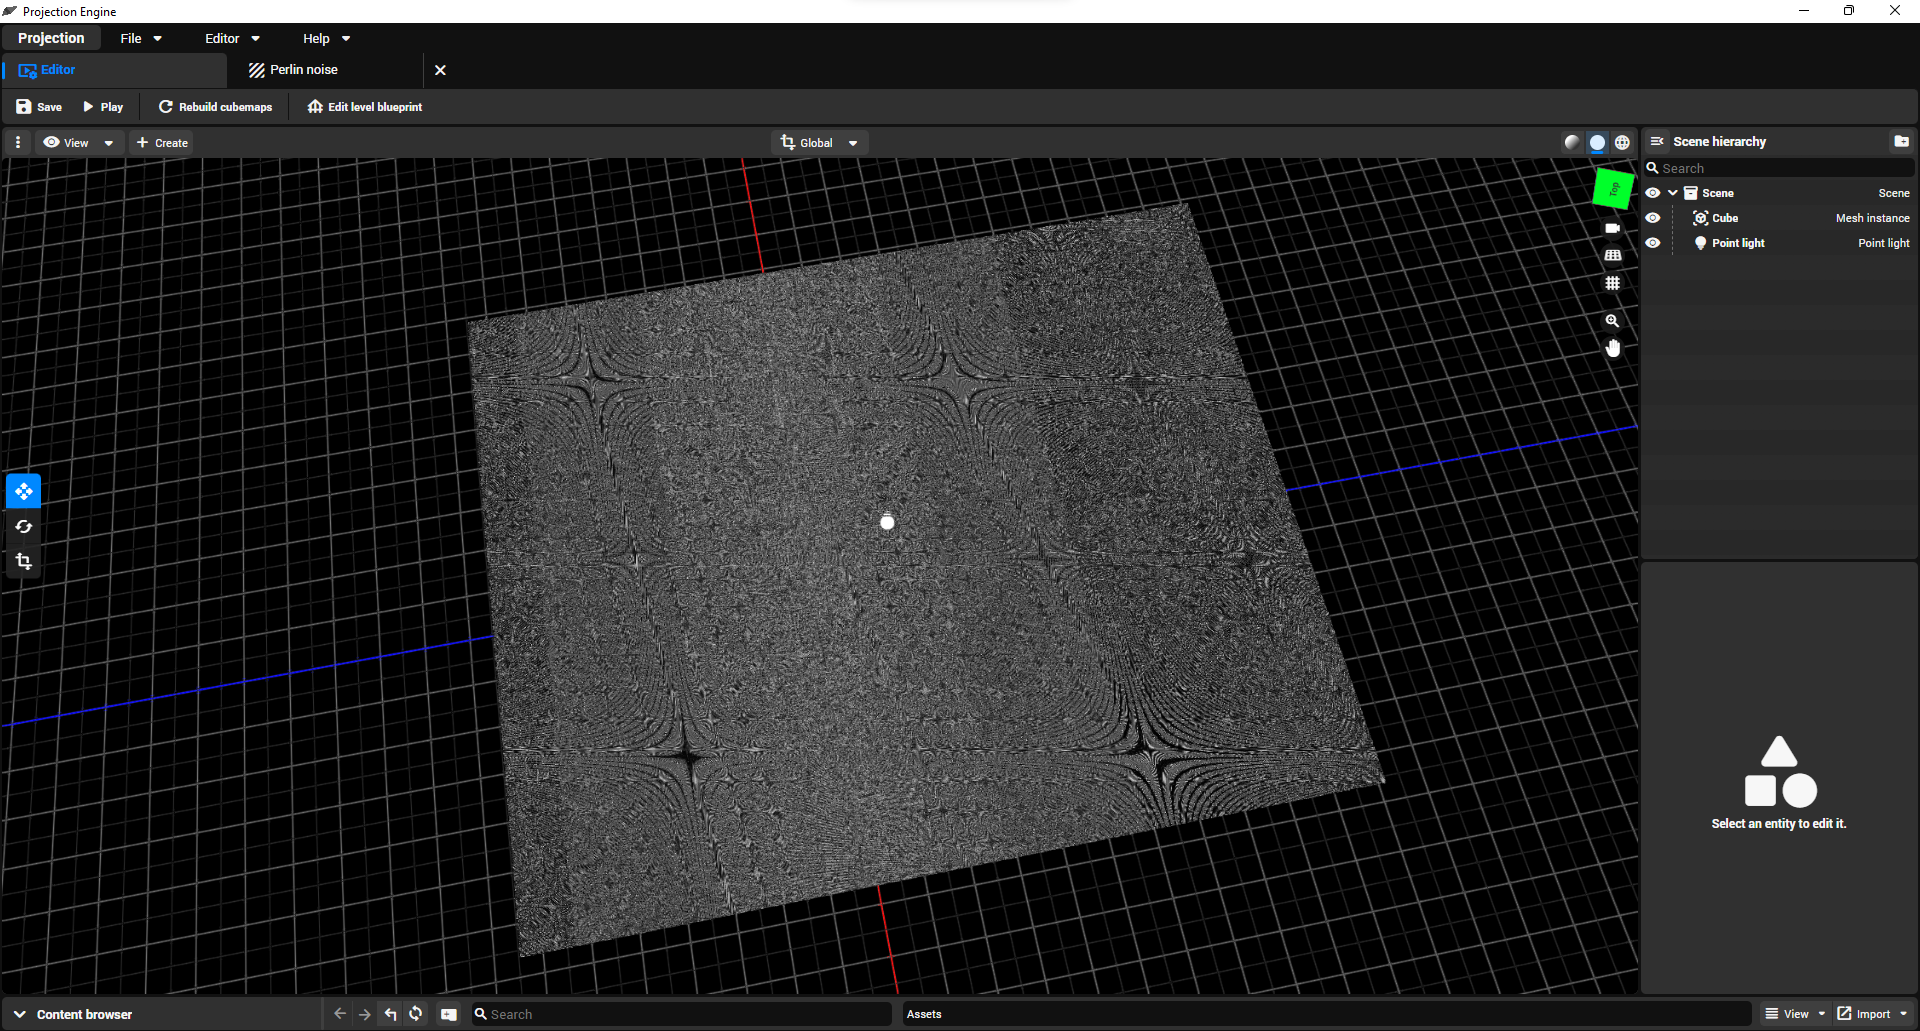 Projection Engine
Projection File Editor Help
Editor Perlin noise
Save Play Rebuild cubemaps Edit level blueprint
View Create Global
Scene hierarchy
Search
Top
Scene Scene
Cube Mesh instance
Point light Point light
Select an entity to edit it.
Content browser Search Assets View Import